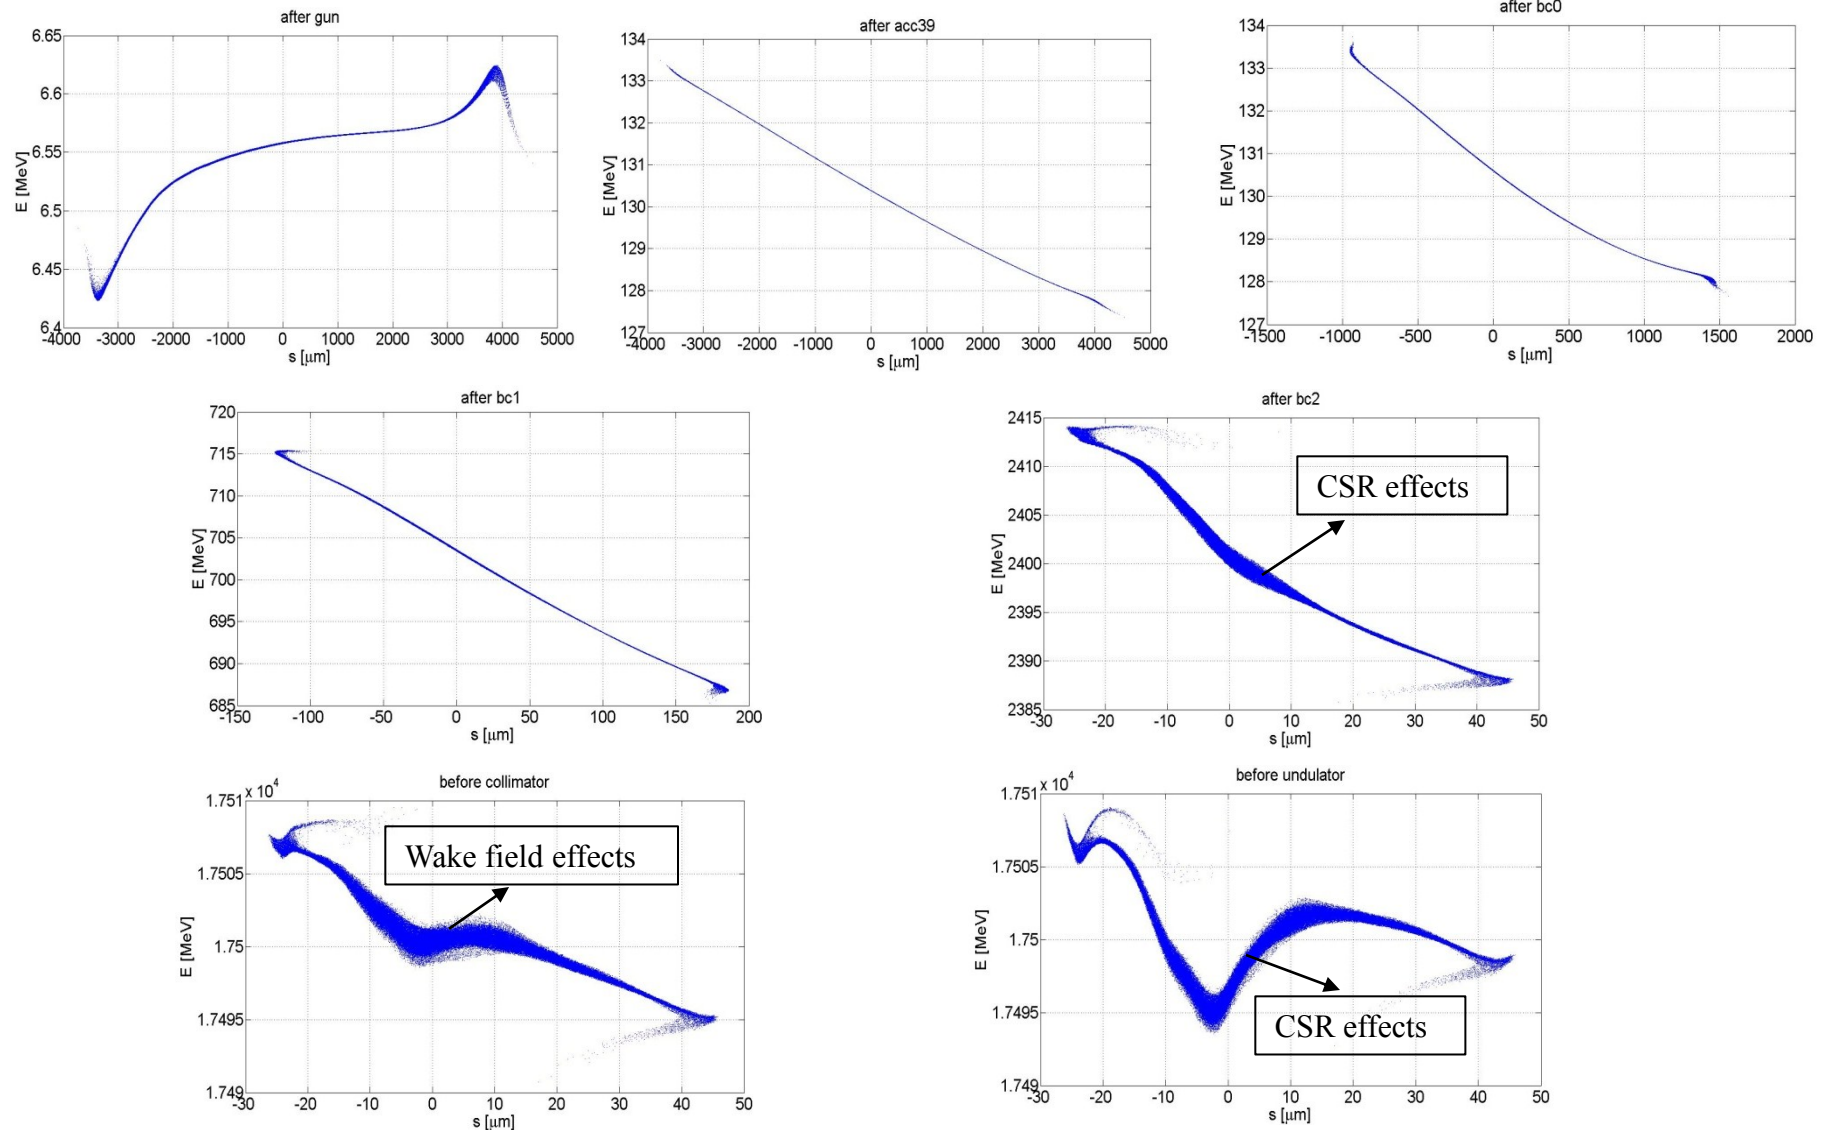 after gun
6.65
6.6
6.55
6.5
6.45
6.4
E [MeV]
-4000 -3000 -2000 -1000 0 1000 2000 3000 4000 5000
s [μm]
after acc39
134
133
132
131
130
129
128
127
E [MeV]
-4000 -3000 -2000 -1000 0 1000 2000 3000 4000 5000
s [μm]
after bc0
134
133
132
131
130
129
128
127
E [MeV]
-1500 -1000 -500 0 500 1000 1500 2000
s [μm]
after bc1
720
715
710
705
700
695
690
685
E [MeV]
-150 -100 -50 0 50 100 150 200
s [μm]
after bc2
2415
2410
2405
2400
2395
2390
2385
E [MeV]
CSR effects
-30 -20 -10 0 10 20 30 40 50
s [μm]
before collimator
x 10⁴
1.751
1.7505
1.75
1.7495
1.749
E [MeV]
Wake field effects
-30 -20 -10 0 10 20 30 40 50
s [μm]
before undulator
x 10⁴
1.751
1.7505
1.75
1.7495
1.749
E [MeV]
CSR effects
-30 -20 -10 0 10 20 30 40 50
s [μm]